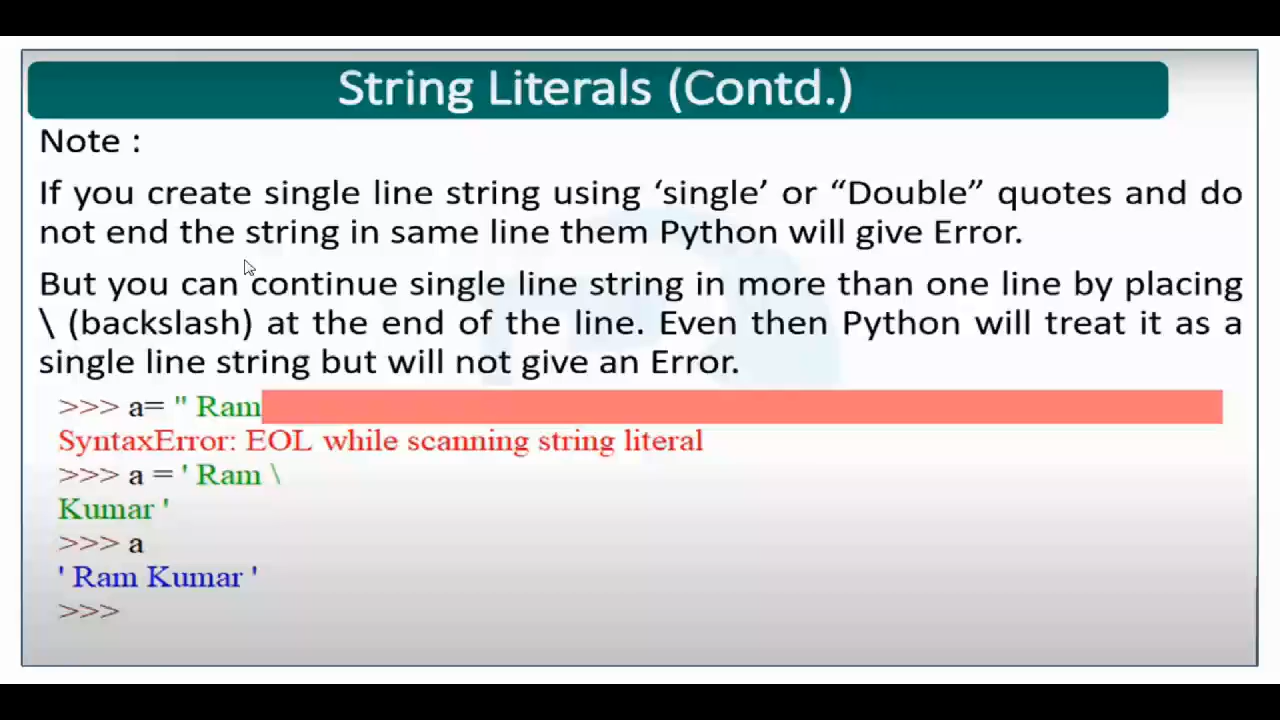 String Literals (Contd.)
Note :
If you create single line string using ‘single’ or “Double” quotes and do
not end the string in same line them Python will give Error.
But you can continue single line string in more than one line by placing
\ (backslash) at the end of the line. Even then Python will treat it as a
single line string but will not give an Error.
>>> a= " Ram
SyntaxError: EOL while scanning string literal
>>> a = ' Ram \
Kumar '
>>> a
' Ram Kumar '
>>>